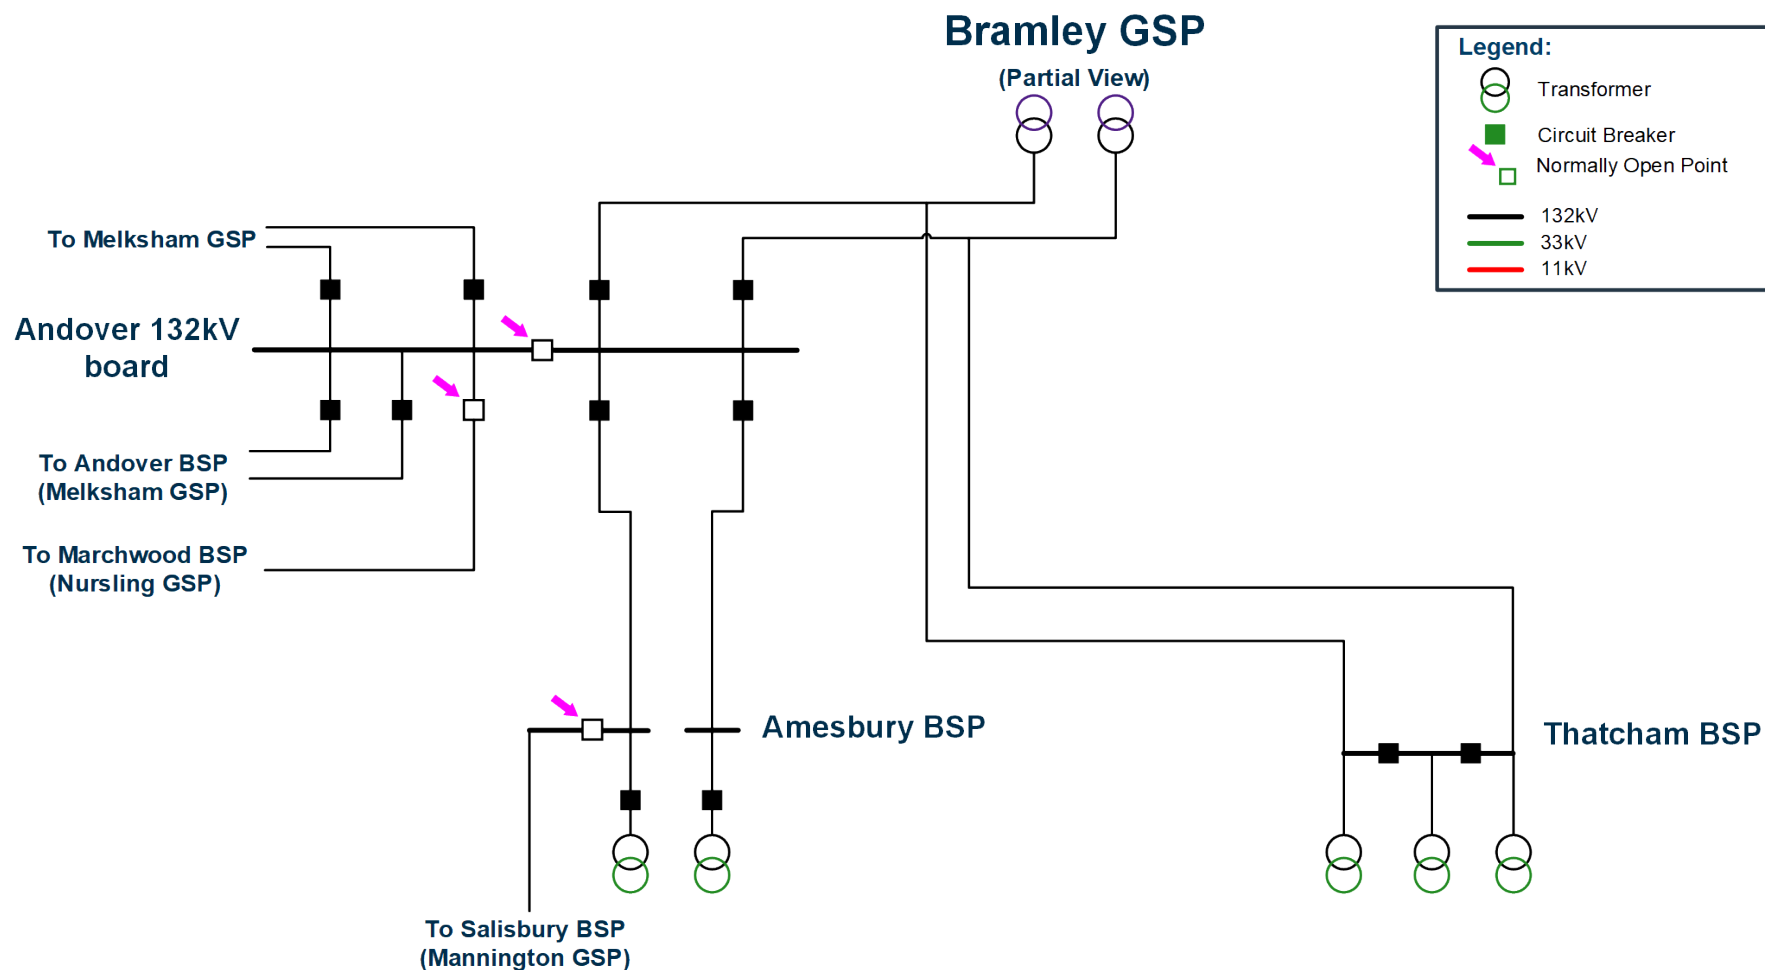 Bramley GSP
(Partial View)
Legend:
Transformer
Circuit Breaker
Normally Open Point
132kV
33kV
11kV
To Melksham GSP
Andover 132kV
board
To Andover BSP
(Melksham GSP)
To Marchwood BSP
(Nursling GSP)
Amesbury BSP
Thatcham BSP
To Salisbury BSP
(Mannington GSP)